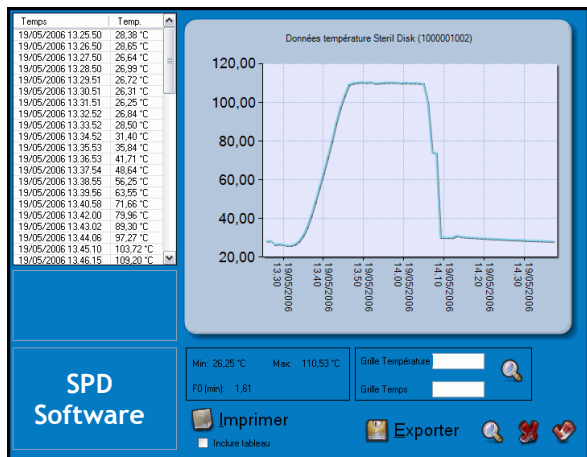 Temps Temp.
19/05/2006 13.25.50 28,38 °C
19/05/2006 13.26.50 28,65 °C
19/05/2006 13.27.50 26,64 °C
19/05/2006 13.28.50 26,99 °C
19/05/2006 13.29.51 26,72 °C
19/05/2006 13.30.51 26,31 °C
19/05/2006 13.31.51 26,25 °C
19/05/2006 13.32.52 26,84 °C
19/05/2006 13.33.52 28,50 °C
19/05/2006 13.34.52 31,40 °C
19/05/2006 13.35.53 35,84 °C
19/05/2006 13.36.53 41,71 °C
19/05/2006 13.37.54 48,64 °C
19/05/2006 13.38.55 56,25 °C
19/05/2006 13.39.56 63,55 °C
19/05/2006 13.40.58 71,66 °C
19/05/2006 13.42.00 79,96 °C
19/05/2006 13.43.02 89,30 °C
19/05/2006 13.44.06 97,27 °C
19/05/2006 13.45.10 103,72 °C
19/05/2006 13.46.15 109,20 °C
Données température Steril Disk (1000001002)
120,00
100,00
80,00
60,00
40,00
20,00
19/05/2006
13.30
19/05/2006
13.40
19/05/2006
13.50
19/05/2006
14.00
19/05/2006
14.10
19/05/2006
14.20
19/05/2006
14.30
SPD
Software
Min: 26,25 °C Max: 110,53 °C
F0 (min): 1,61
Grille Température
Grille Temps
Imprimer
Inclure tableau
Exporter